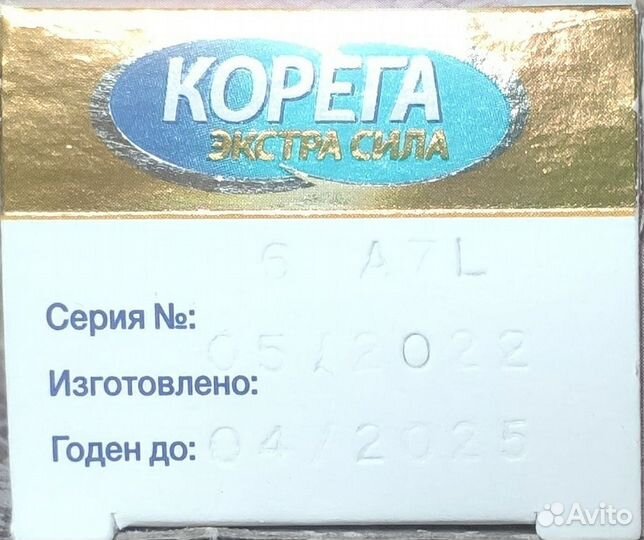 КОРЕГА
ЭКСТРА СИЛА
6 A7L
Серия №:
05/2022
Изготовлено:
04/2025
Годен до:
Avito